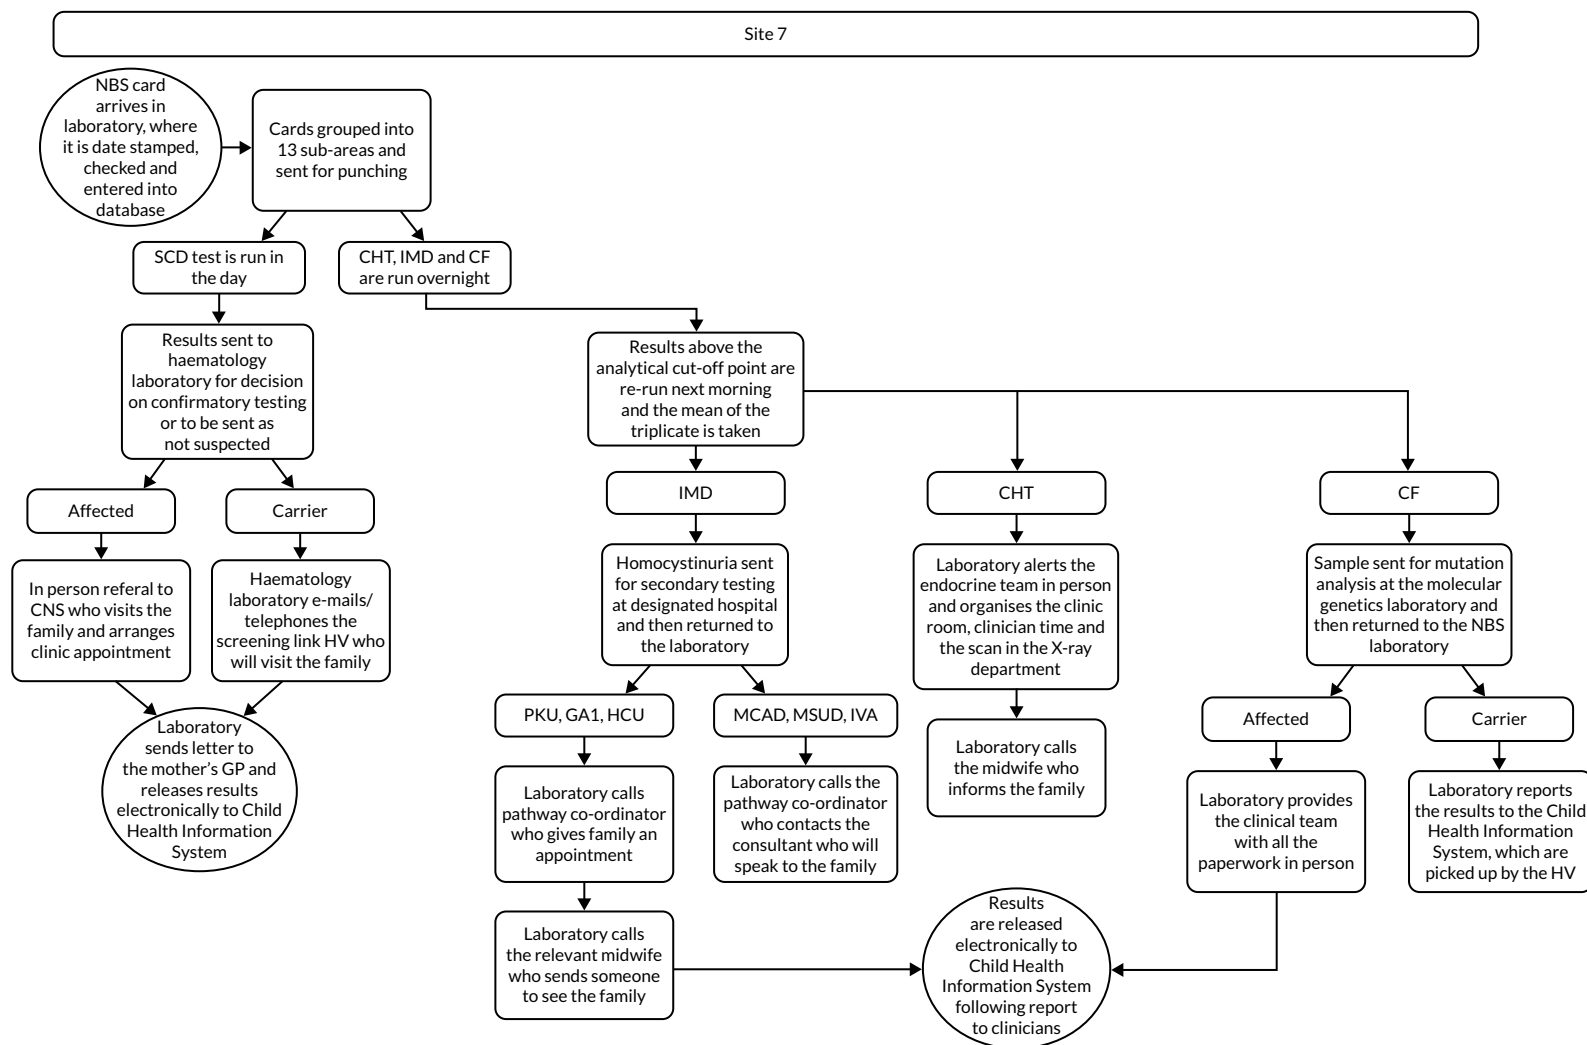 Site 7
NBS card
arrives in
laboratory, where
it is date stamped,
checked and
entered into
database
Cards grouped into
13 sub-areas and
sent for punching
SCD test is run in
the day
CHT, IMD and CF
are run overnight
Results sent to
haematology
laboratory for decision
on confirmatory testing
or to be sent as
not suspected
Results above the
analytical cut-off point are
re-run next morning
and the mean of the
triplicate is taken
Affected
Carrier
IMD
CHT
CF
In person referal to
CNS who visits the
family and arranges
clinic appointment
Haematology
laboratory e-mails/
telephones the
screening link HV who
will visit the family
Homocystinuria sent
for secondary testing
at designated hospital
and then returned to
the laboratory
Laboratory alerts the
endocrine team in person
and organises the clinic
room, clinician time and
the scan in the X-ray
department
Sample sent for mutation
analysis at the molecular
genetics laboratory and
then returned to the NBS
laboratory
Laboratory
sends letter to
the mother's GP and
releases results
electronically to Child
Health Information
System
PKU, GA1, HCU
MCAD, MSUD, IVA
Laboratory calls
the midwife who
informs the family
Affected
Carrier
Laboratory calls
pathway co-ordinator
who gives family an
appointment
Laboratory calls the
pathway co-ordinator
who contacts the
consultant who will
speak to the family
Laboratory provides
the clinical team
with all the
paperwork in person
Laboratory reports
the results to the Child
Health Information
System, which are
picked up by the HV
Laboratory calls
the relevant midwife
who sends someone
to see the family
Results
are released
electronically to
Child Health
Information System
following report
to clinicians